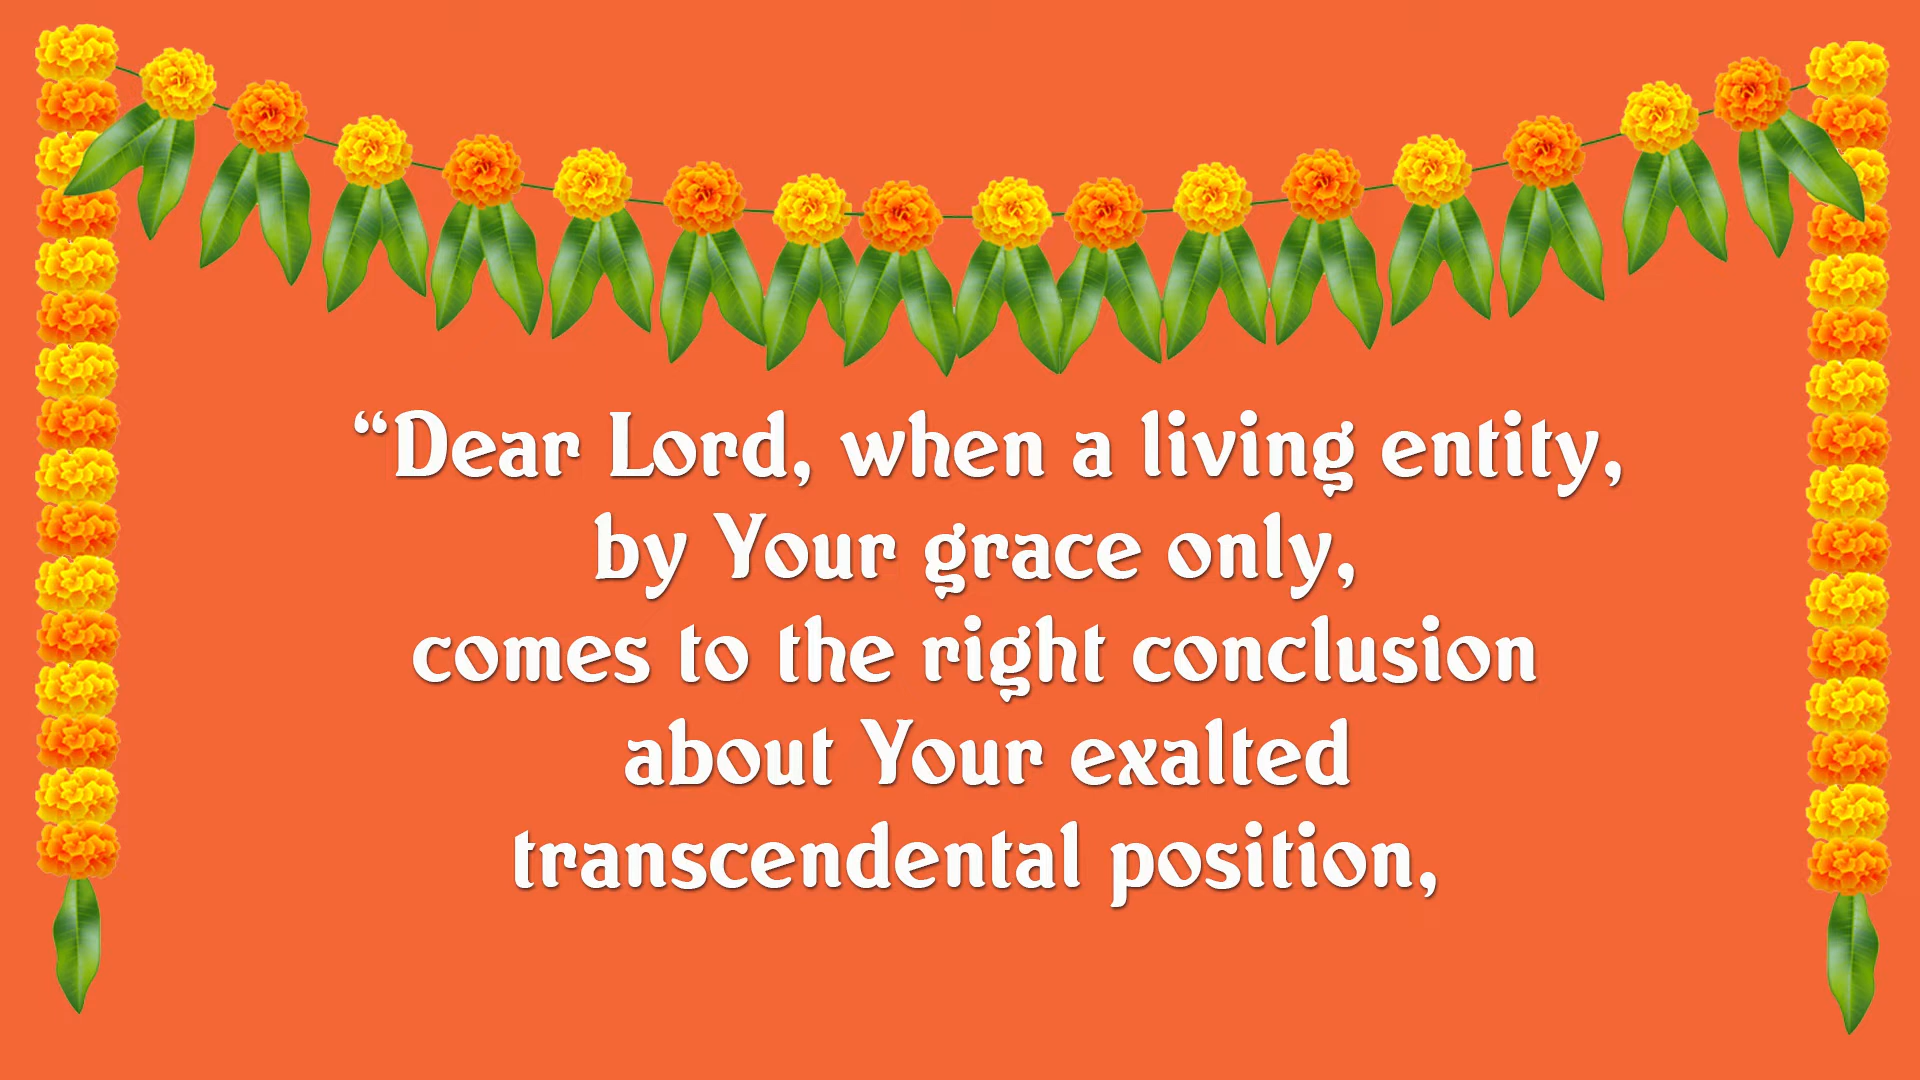 “Dear Lord, when a living entity,
by Your grace only,
comes to the right conclusion
about Your exalted
transcendental position,